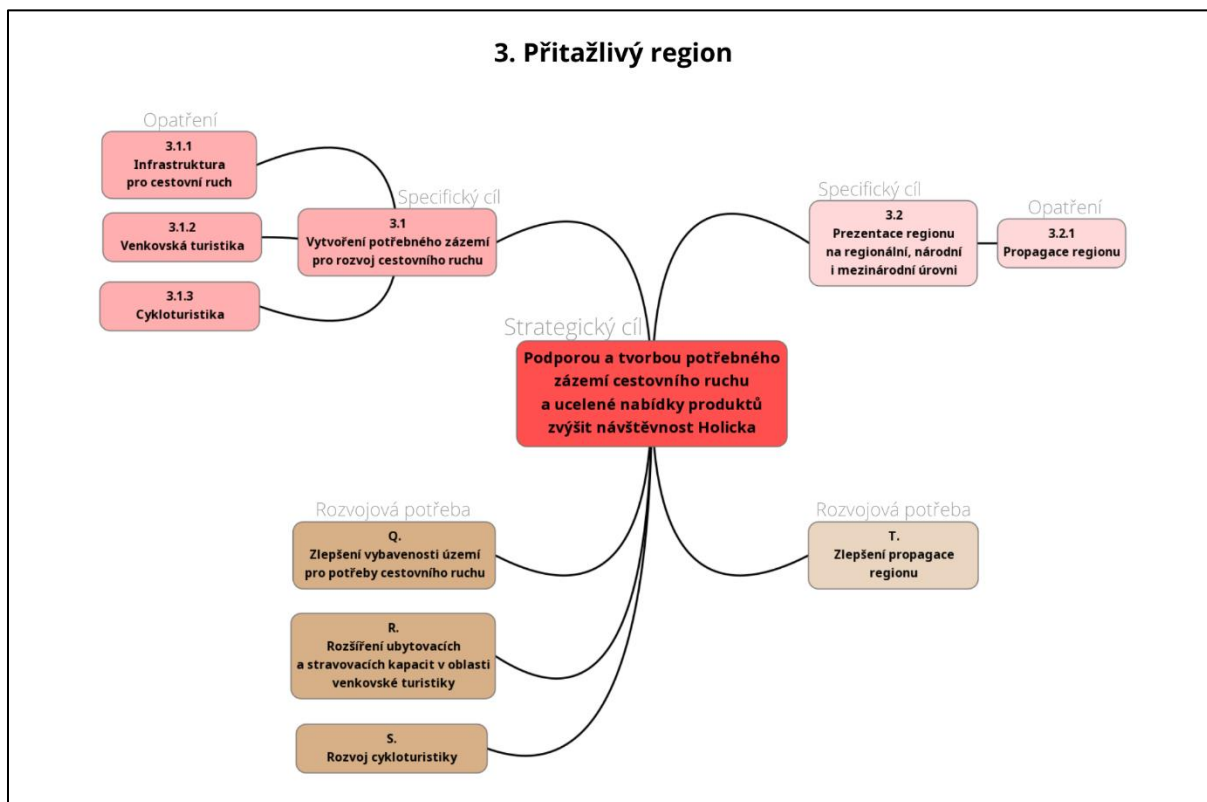 3. Přitažlivý region
Opatření
3.1.1
Infrastruktura
pro cestovní ruch
3.1.2
Venkovská turistika
3.1.3
Cykloturistika
Specifický cíl
3.1
Vytvoření potřebného zázemí
pro rozvoj cestovního ruchu
Specifický cíl
3.2
Prezentace regionu
na regionální, národní
i mezinárodní úrovni
Opatření
3.2.1
Propagace regionu
Strategický cíl
Podporou a tvorbou potřebného
zázemí cestovního ruchu
a ucelené nabídky produktů
zvýšit návštěvnost Holicka
Rozvojová potřeba
Q.
Zlepšení vybavenosti území
pro potřeby cestovního ruchu
R.
Rozšíření ubytovacích
a stravovacích kapacit v oblasti
venkovské turistiky
S.
Rozvoj cykloturistiky
Rozvojová potřeba
T.
Zlepšení propagace
regionu